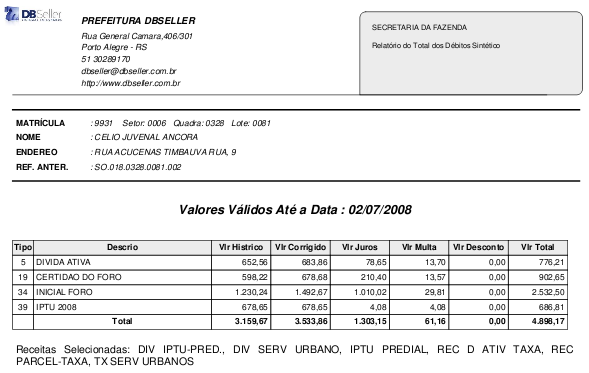 DBSeller
PREFEITURA DBSELLER
Rua General Camara,406/301
Porto Alegre - RS
51 30289170
dbseller@dbseller.com.br
http://www.dbseller.com.br
SECRETARIA DA FAZENDA
Relatório do Total dos Débitos Sintético
MATRÍCULA : 9931 Setor: 0006 Quadra: 0328 Lote: 0081
NOME : CELIO JUVENAL ANCORA
ENDEREO : RUA ACUCENAS TIMBAUVA RUA, 9
REF. ANTER. : SO.018.0328.0081.002
Valores Válidos Até a Data : 02/07/2008
Tipo Descrio Vlr Histrico Vlr Corrigido Vlr Juros Vlr Multa Vlr Desconto Vlr Total
5 DIVIDA ATIVA 652,56 683,86 78,65 13,70 0,00 776,21
19 CERTIDAO DO FORO 598,22 678,68 210,40 13,57 0,00 902,65
34 INICIAL FORO 1.230,24 1.492,67 1.010,02 29,81 0,00 2.532,50
39 IPTU 2008 678,65 678,65 4,08 4,08 0,00 686,81
Total 3.159,67 3.533,86 1.303,15 61,16 0,00 4.898,17
Receitas Selecionadas: DIV IPTU-PRED., DIV SERV URBANO, IPTU PREDIAL, REC D ATIV TAXA, REC
PARCEL-TAXA, TX SERV URBANOS